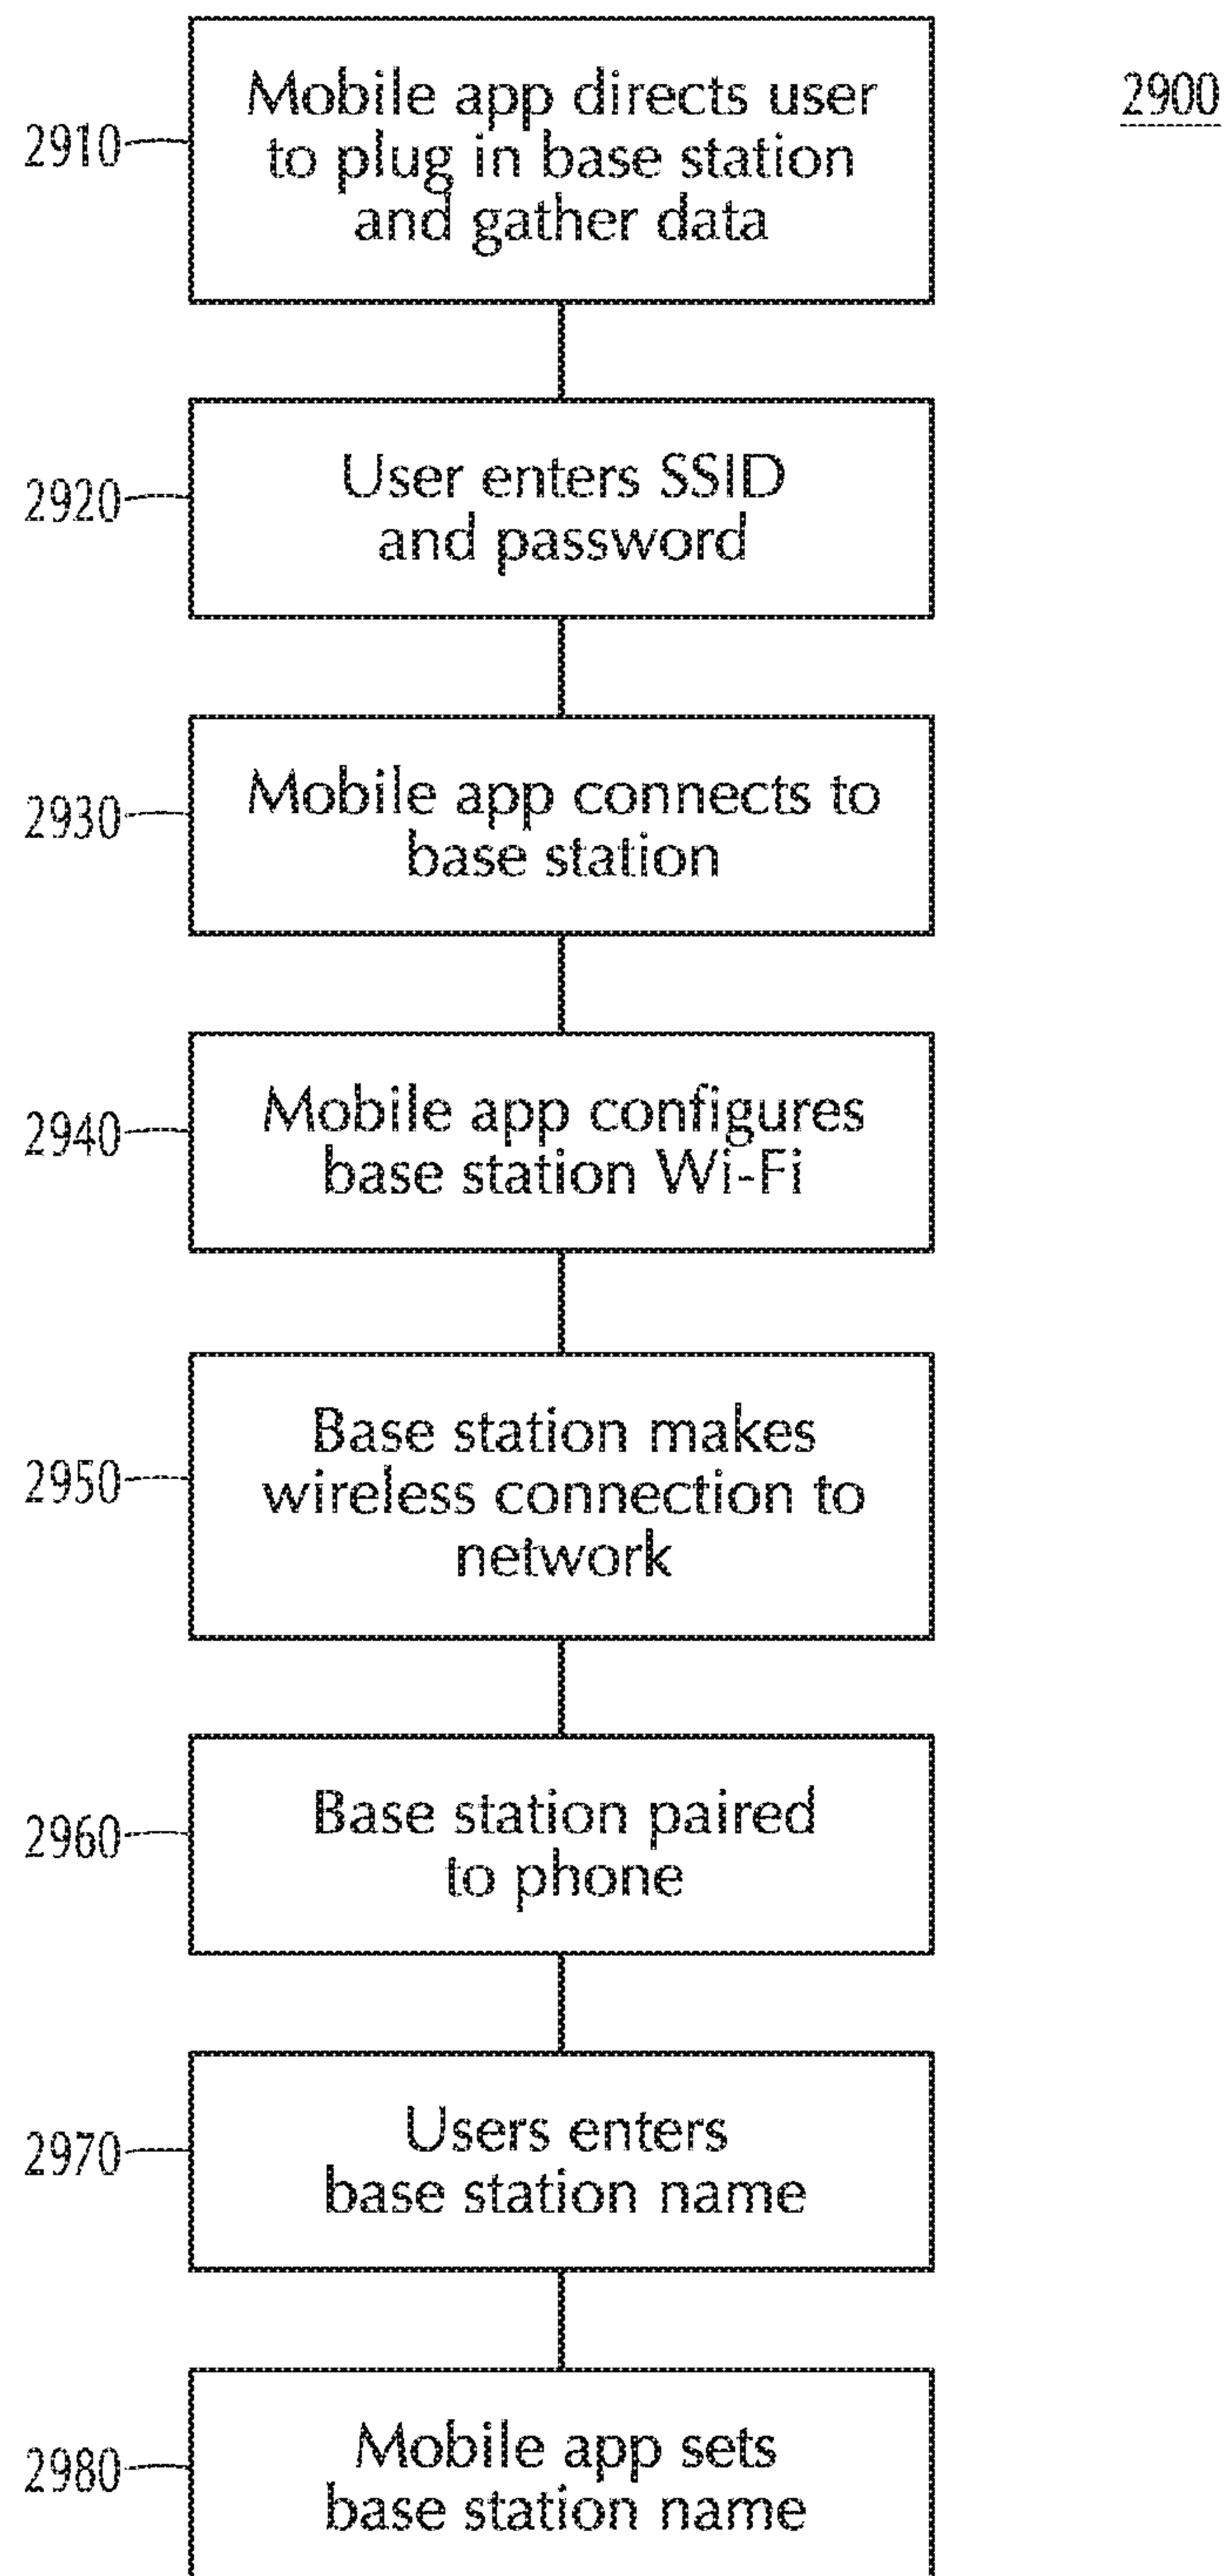 2900
2910
Mobile app directs user
to plug in base station
and gather data
2920
User enters SSID
and password
2930
Mobile app connects to
base station
2940
Mobile app configures
base station Wi-Fi
2950
Base station makes
wireless connection to
network
2960
Base station paired
to phone
2970
Users enters
base station name
2980
Mobile app sets
base station name